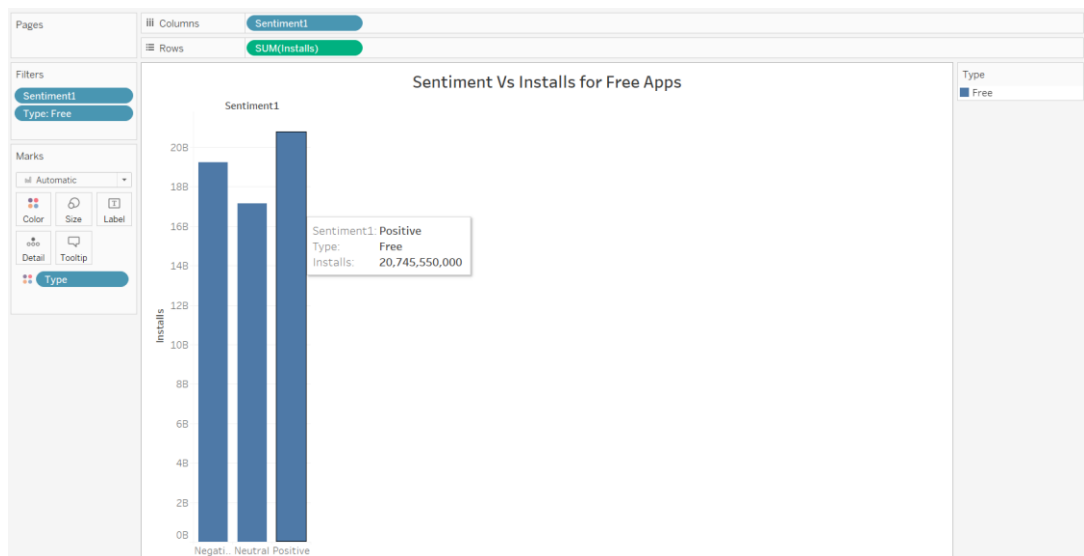 Pages
Columns
Sentiment1
Rows
SUM(Installs)
Filters
Sentiment1
Type: Free
Marks
Automatic
Color
Size
Label
Detail
Tooltip
Type
Sentiment Vs Installs for Free Apps
Sentiment1
20B
18B
16B
14B
12B
10B
8B
6B
4B
2B
0B
Installs
Negati.. Neutral Positive
Sentiment1: Positive
Type: Free
Installs: 20,745,550,000
Type
Free